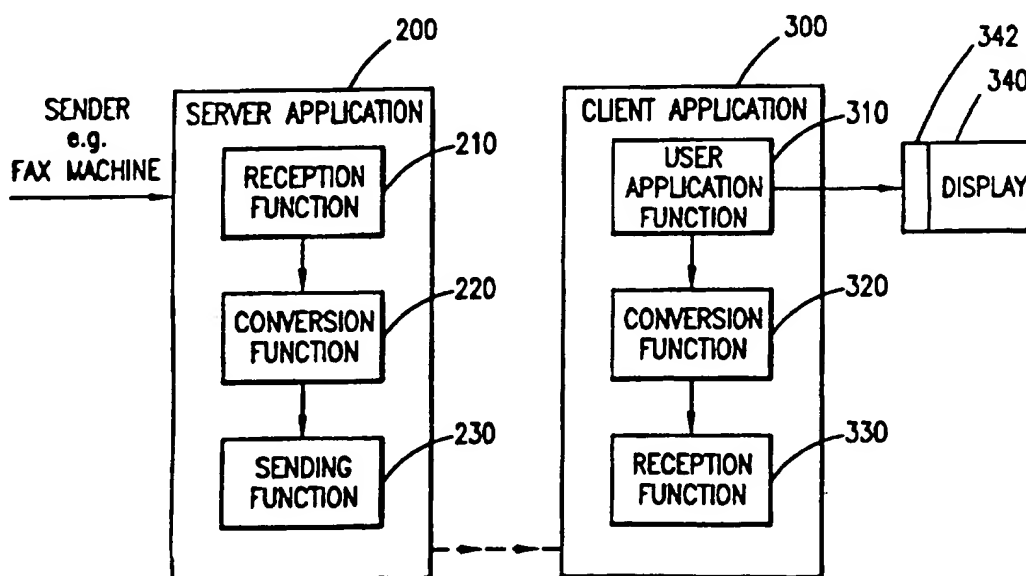 200
300
342
340
SENDER
e.g.
FAX MACHINE
SERVER APPLICATION
210
RECEPTION
FUNCTION
220
CONVERSION
FUNCTION
230
SENDING
FUNCTION
CLIENT APPLICATION
310
USER
APPLICATION
FUNCTION
DISPLAY
320
CONVERSION
FUNCTION
330
RECEPTION
FUNCTION